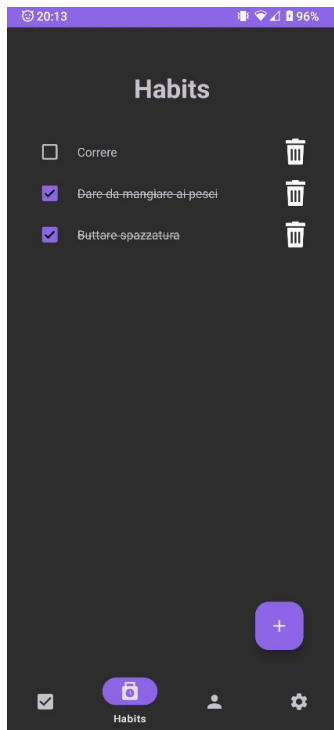 20:13 96%
Habits
Correre
Dare da mangiare ai pesci
Buttare spazzatura
+
Habits